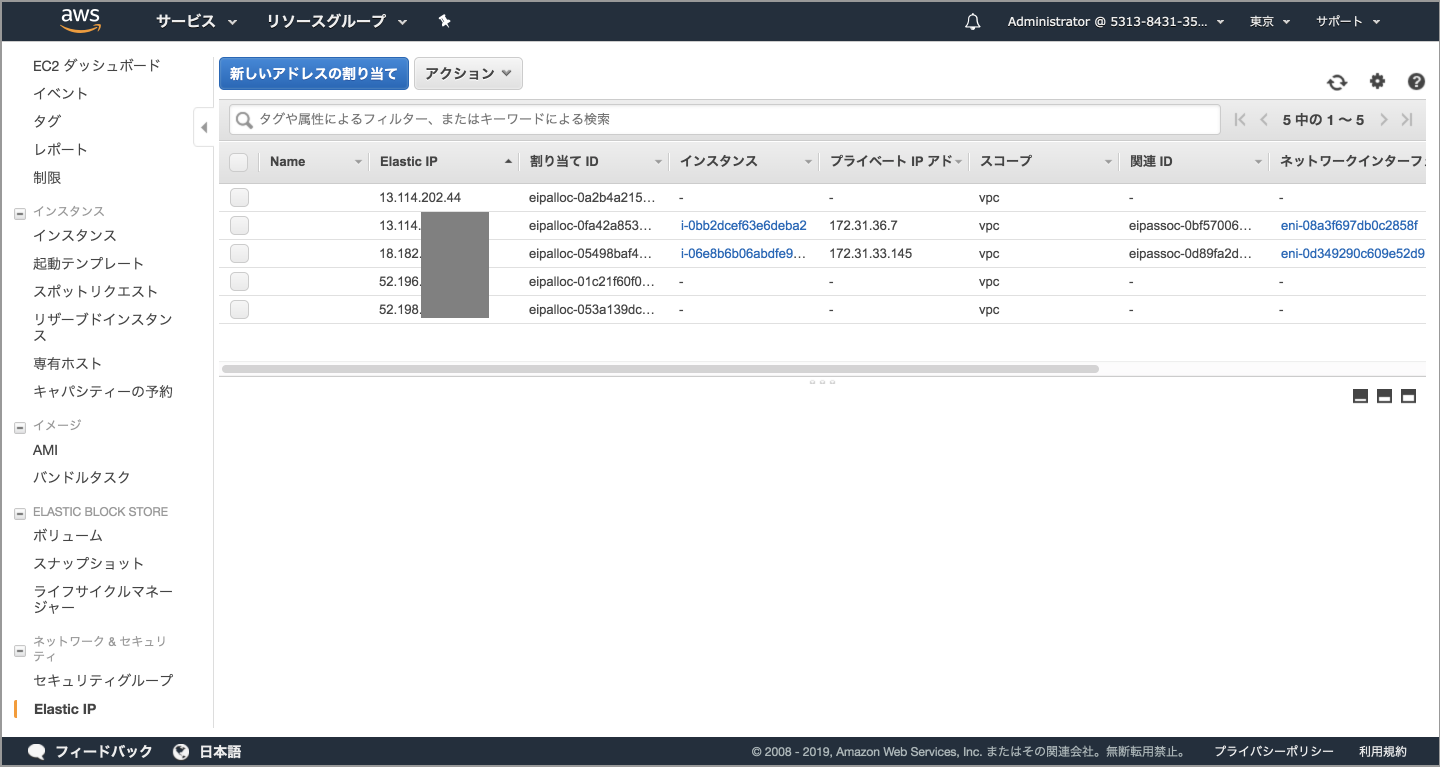 aws サービス リソースグループ Administrator @ 5313-8431-35... 東京 サポート
EC2 ダッシュボード
イベント
タグ
レポート
制限
インスタンス
インスタンス
起動テンプレート
スポットリクエスト
リザーブドインスタン
ス
専有ホスト
キャパシティーの予約
イメージ
AMI
バンドルタスク
ELASTIC BLOCK STORE
ボリューム
スナップショット
ライフサイクルマネー
ジャー
ネットワーク & セキュリ
ティ
セキュリティグループ
Elastic IP
新しいアドレスの割り当て アクション
タグや属性によるフィルター、またはキーワードによる検索 5 中の 1 〜 5
Name Elastic IP 割り当て ID インスタンス プライベート IP アド スコープ 関連 ID ネットワークインターフ
13.114.202.44 eipalloc-0a2b4a215... - - vpc - -
13.114. eipalloc-0fa42a853... i-0bb2dcef63e6deba2 172.31.36.7 vpc eipassoc-0bf57006... eni-08a3f697db0c2858f
18.182. eipalloc-05498baf4... i-06e8b6b06abdfe9... 172.31.33.145 vpc eipassoc-0d89fa2d... eni-0d349290c609e52d9
52.196. eipalloc-01c21f60f0... - - vpc - -
52.198. eipalloc-053a139dc... - - vpc - -
フィードバック 日本語 © 2008 - 2019, Amazon Web Services, Inc. またはその関連会社。無断転用禁止。 プライバシーポリシー 利用規約